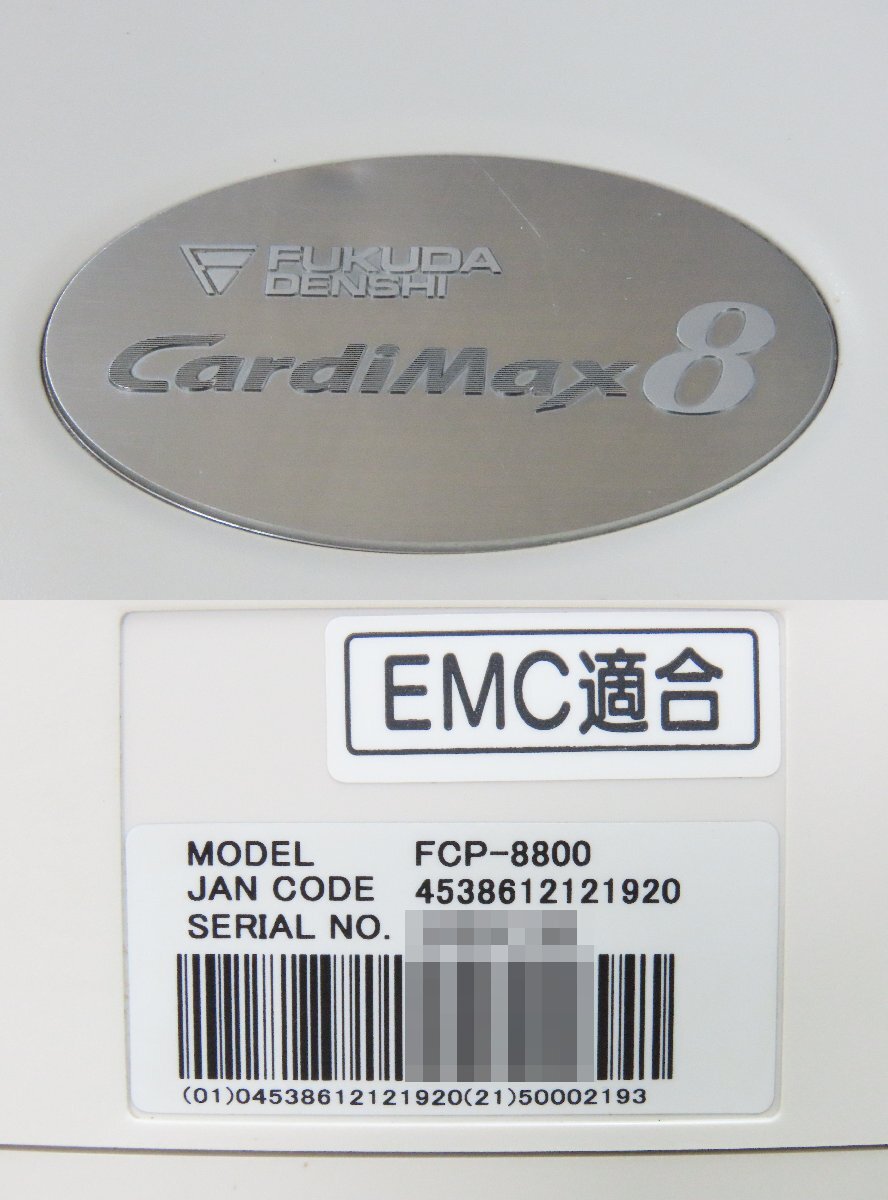 FUKUDA
DENSHI
CardiMax 8
EMC適合
MODEL FCP-8800
JAN CODE 4538612121920
SERIAL NO.
(01)04538612121920(21)50002193